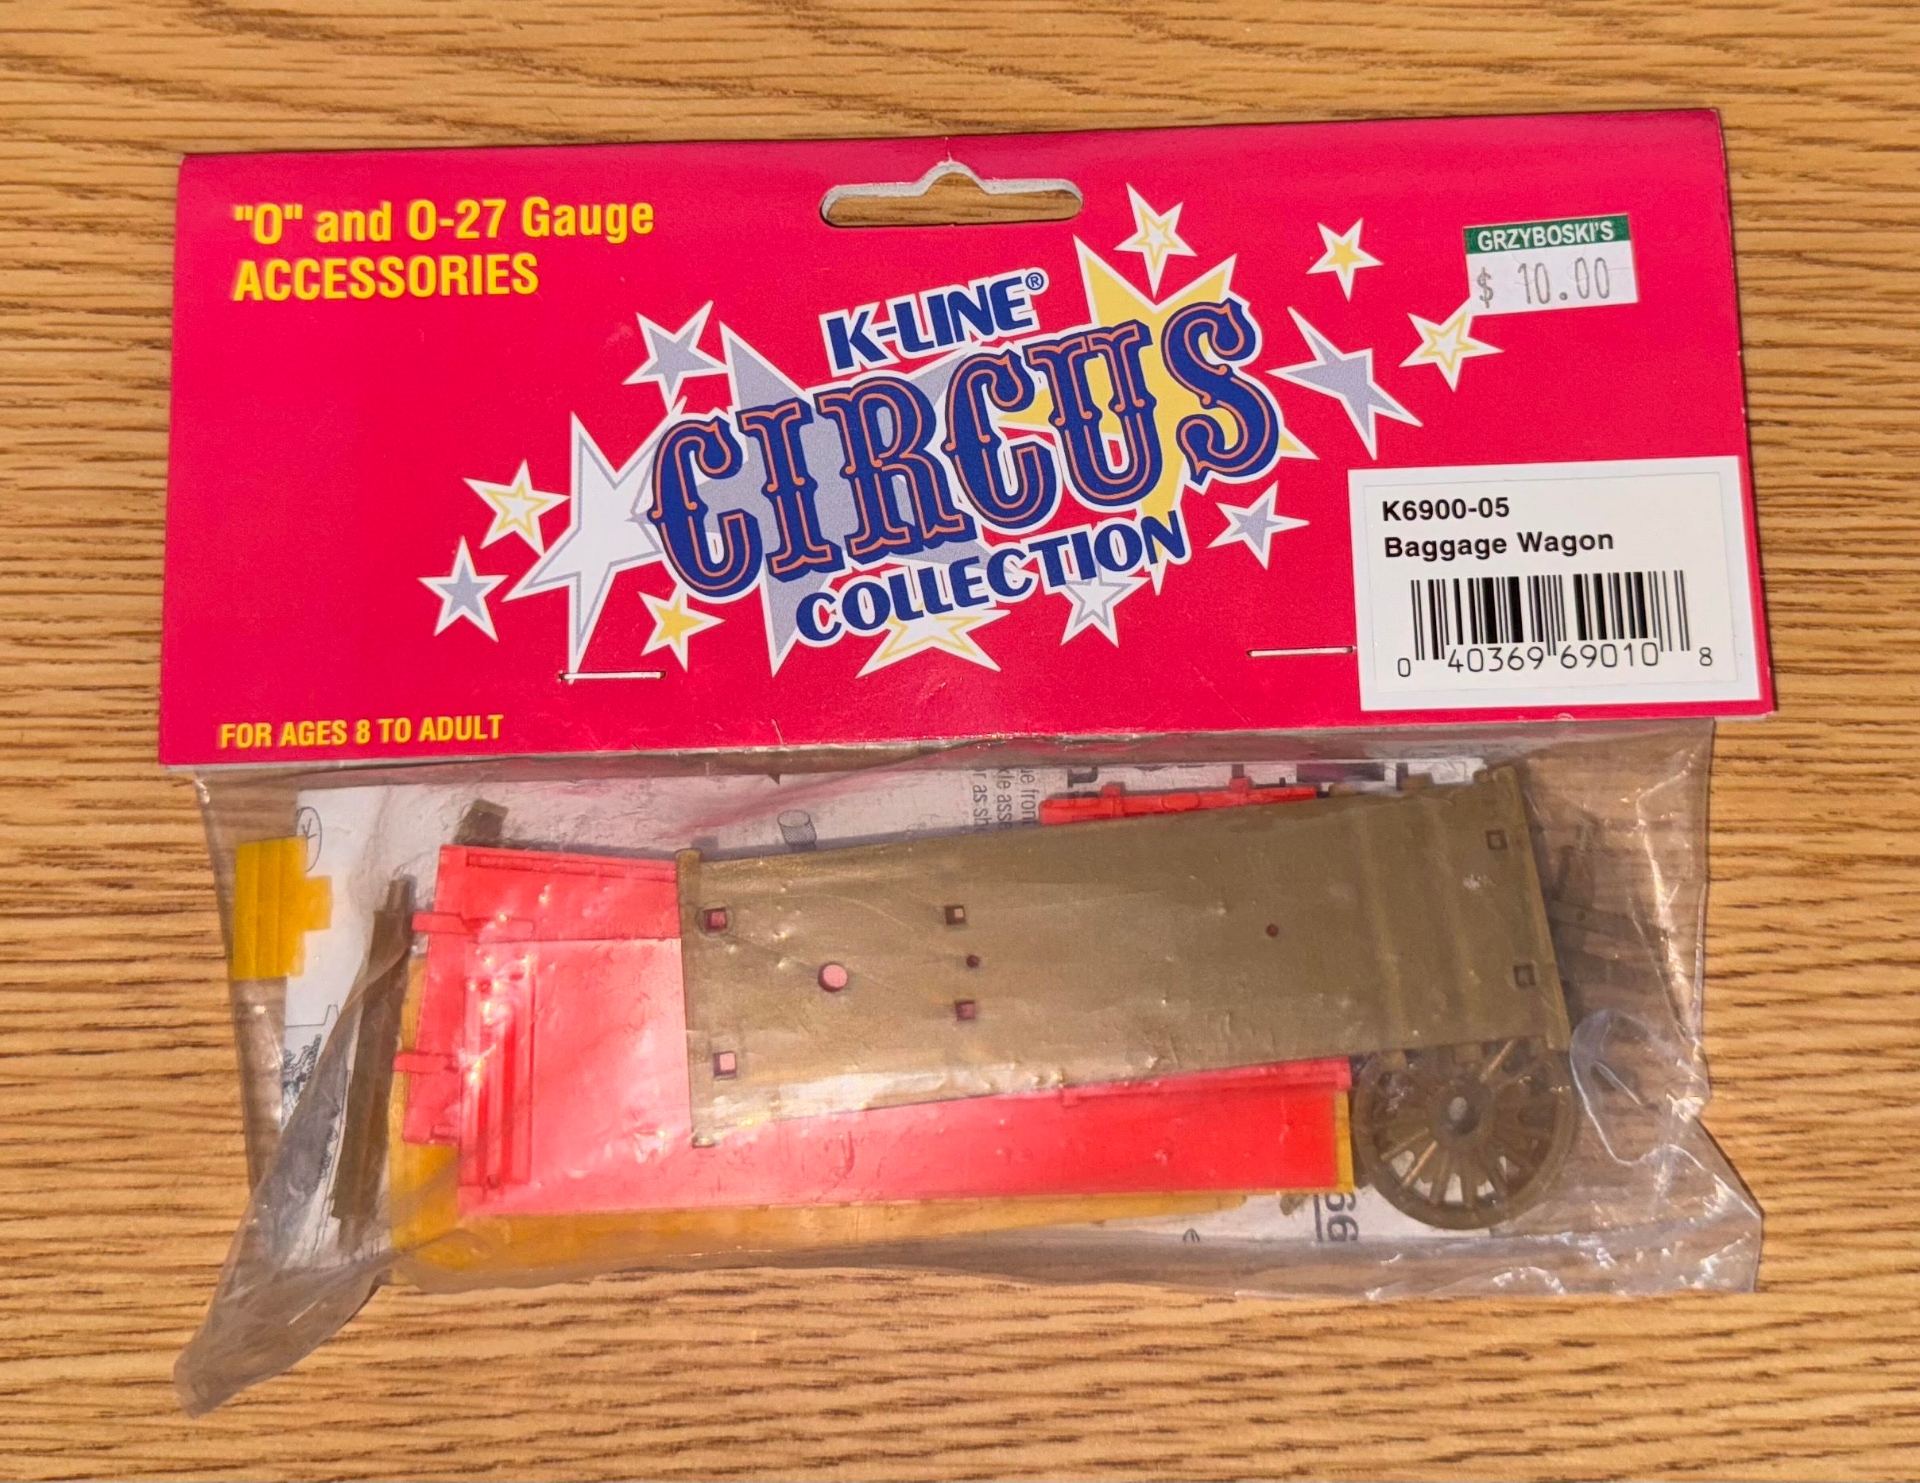 "O" and O-27 Gauge
ACCESSORIES
GRZYBOSKI'S
$ 10.00
K-LINE®
CIRCUS
COLLECTION
K6900-05
Baggage Wagon
0 40369 69010 8
FOR AGES 8 TO ADULT